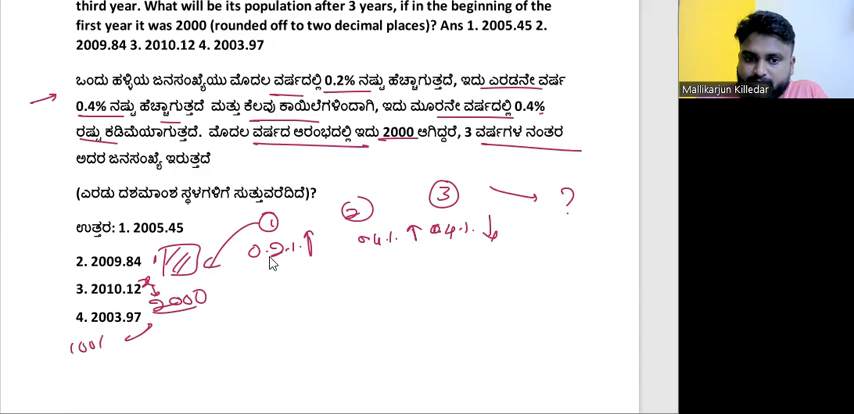 third year. What will be its population after 3 years, if in the beginning of the
first year it was 2000 (rounded off to two decimal places)? Ans 1. 2005.45 2.
2009.84 3. 2010.12 4. 2003.97
ಒಂದು ಹಳ್ಳಿಯ ಜನಸಂಖ್ಯೆಯು ಮೊದಲ ವರ್ಷದಲ್ಲಿ 0.2% ನಷ್ಟು ಹೆಚ್ಚಾಗುತ್ತದೆ, ಇದು ಎರಡನೇ ವರ್ಷ
0.4% ನಷ್ಟು ಹೆಚ್ಚಾಗುತ್ತದೆ ಮತ್ತು ಕೆಲವು ಕಾಯಿಲೆಗಳಿಂದಾಗಿ, ಇದು ಮೂರನೇ ವರ್ಷದಲ್ಲಿ 0.4%
ರಷ್ಟು ಕಡಿಮೆಯಾಗುತ್ತದೆ. ಮೊದಲ ವರ್ಷದ ಆರಂಭದಲ್ಲಿ ಇದು 2000 ಆಗಿದ್ದರೆ, 3 ವರ್ಷಗಳ ನಂತರ
ಅದರ ಜನಸಂಖ್ಯೆ ಇರುತ್ತದೆ
(ಎರಡು ದಶಮಾಂಶ ಸ್ಥಳಗಳಿಗೆ ಸುತ್ತುವರೆದಿದೆ)?
ಉತ್ತರ: 1. 2005.45
2. 2009.84
3. 2010.12
4. 2003.97
1 2 3 ?
0.2%↑ 0.4%↑ 0.4%↓
2000
100%
Mallikarjun Killedar